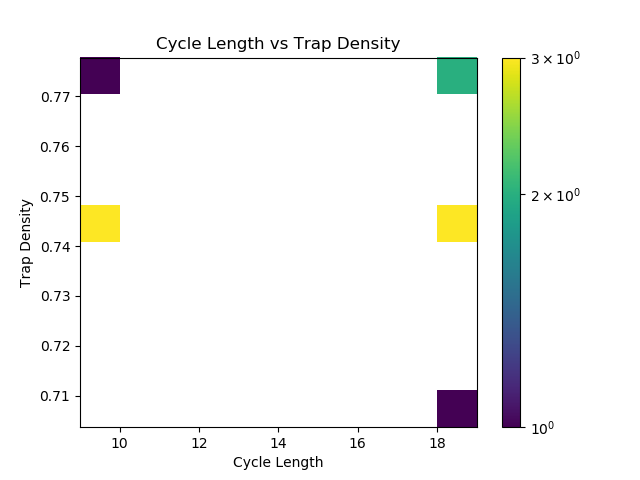 Cycle Length vs Trap Density
Trap Density
0.77
0.76
0.75
0.74
0.73
0.72
0.71
10 12 14 16 18
Cycle Length
3 × 10⁰
2 × 10⁰
10⁰